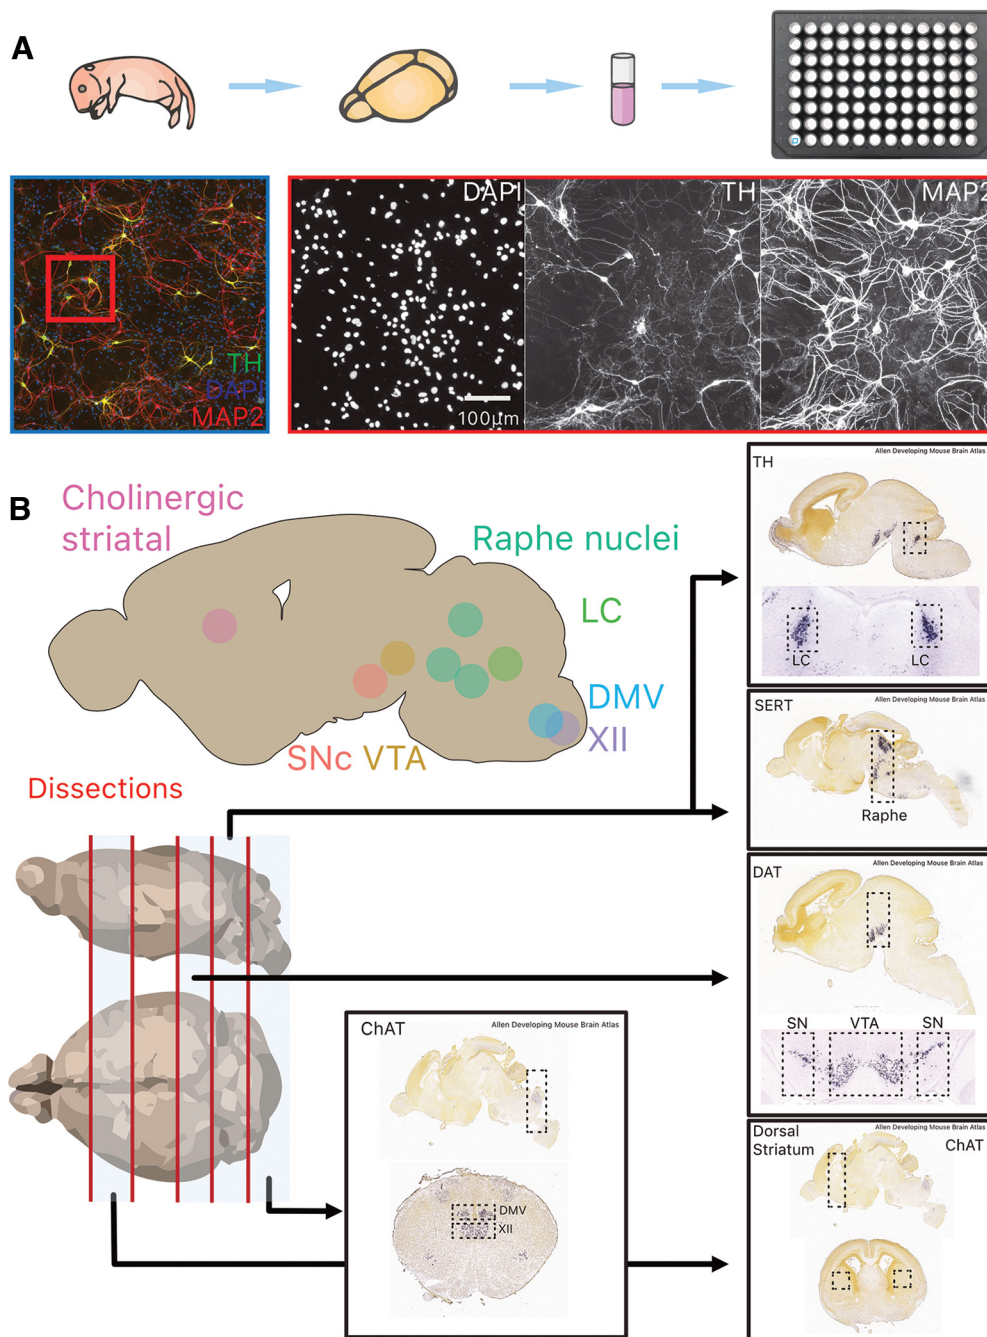 A
DAPI
TH
MAP2
TH
DAPI
MAP2
100µm
B
Cholinergic
striatal
Raphe nuclei
LC
DMV
XII
SNc VTA
Dissections
Allen Developing Mouse Brain Atlas
TH
LC
LC
Allen Developing Mouse Brain Atlas
SERT
Raphe
Allen Developing Mouse Brain Atlas
DAT
SN
VTA
SN
ChAT
Allen Developing Mouse Brain Atlas
DMV
XII
Allen Developing Mouse Brain Atlas
Dorsal
Striatum
ChAT